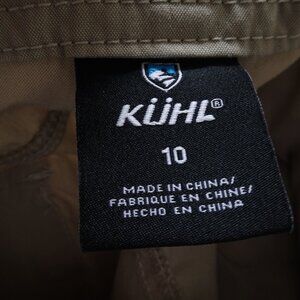 KÜHL®
10
MADE IN CHINA/
FABRIQUE EN CHINE/
HECHO EN CHINA